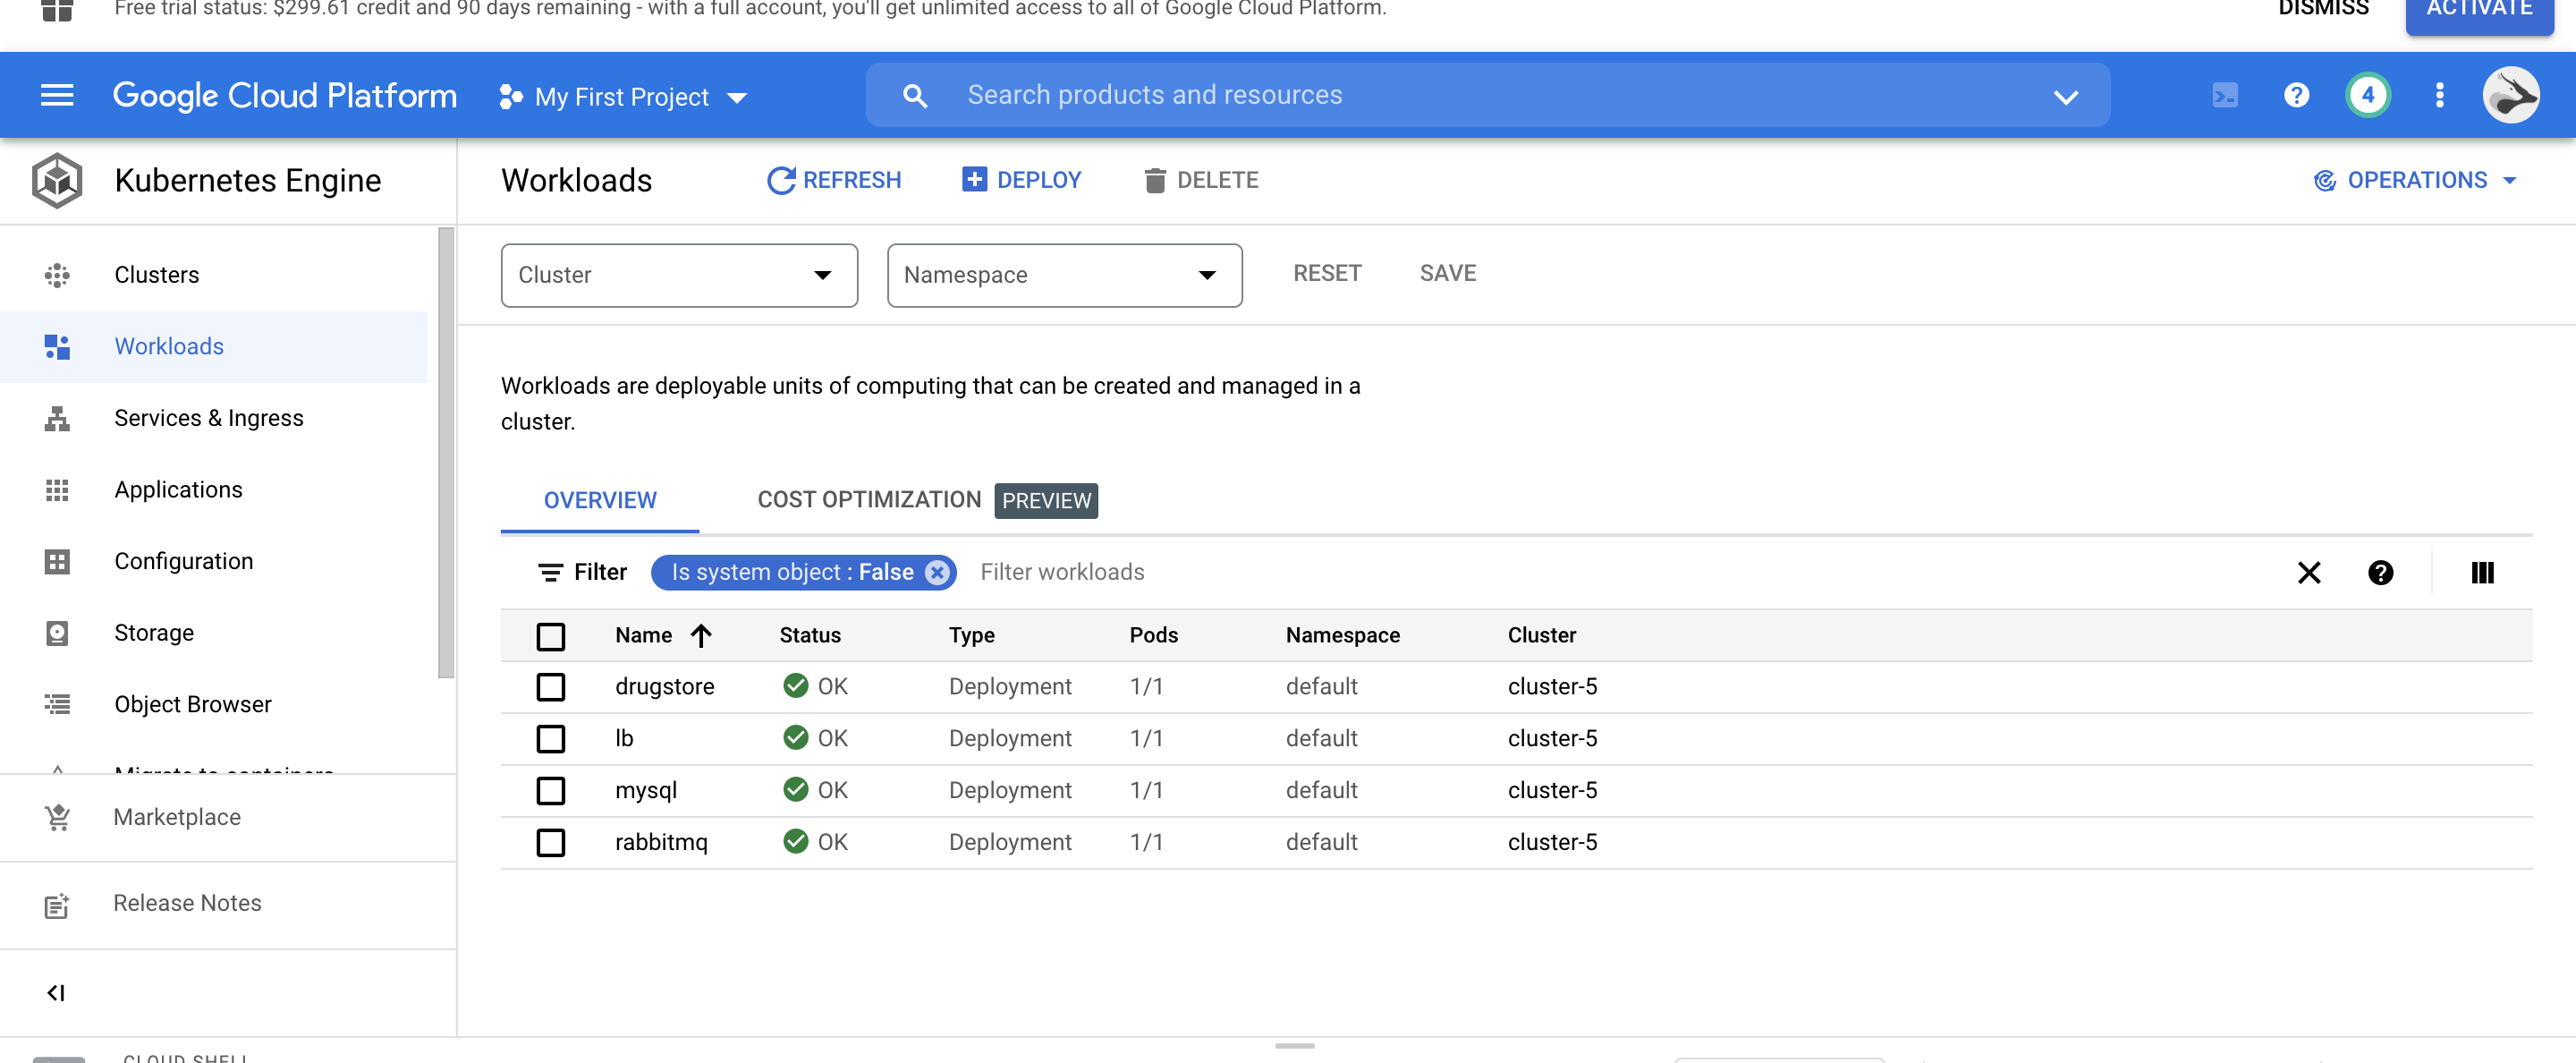 Free trial status: $299.61 credit and 90 days remaining - with a full account, you'll get unlimited access to all of Google Cloud Platform.
DISMISS
ACTIVATE
Google Cloud Platform
My First Project
Search products and resources
4
Kubernetes Engine
Workloads
REFRESH
DEPLOY
DELETE
OPERATIONS
Clusters
Workloads
Services & Ingress
Applications
Configuration
Storage
Object Browser
Migrate to containers
Marketplace
Release Notes
Cluster
Namespace
RESET
SAVE
Workloads are deployable units of computing that can be created and managed in a
cluster.
OVERVIEW
COST OPTIMIZATION PREVIEW
Filter Is system object : False Filter workloads
Name Status Type Pods Namespace Cluster
drugstore OK Deployment 1/1 default cluster-5
lb OK Deployment 1/1 default cluster-5
mysql OK Deployment 1/1 default cluster-5
rabbitmq OK Deployment 1/1 default cluster-5
CLOUD SHELL